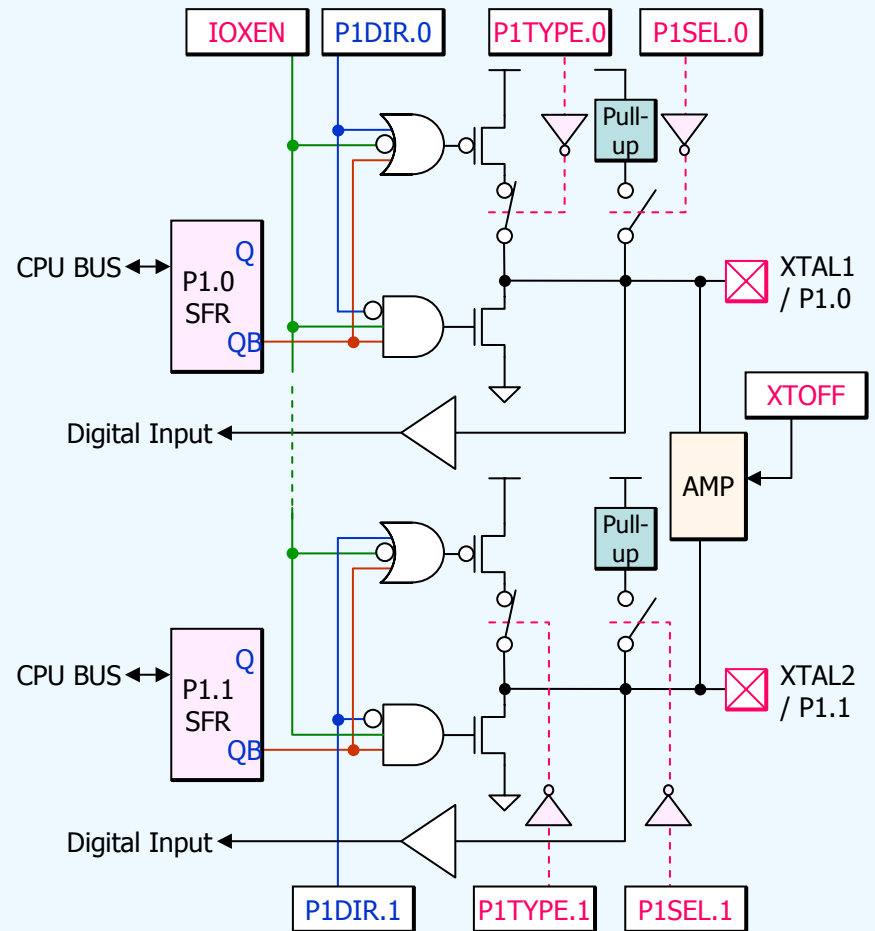 IOXEN
P1DIR.0
P1TYPE.0
P1SEL.0
Pull-
up
CPU BUS
Q
P1.0
SFR
QB
XTAL1
/ P1.0
XTOFF
Digital Input
AMP
Pull-
up
CPU BUS
Q
P1.1
SFR
QB
XTAL2
/ P1.1
Digital Input
P1DIR.1
P1TYPE.1
P1SEL.1